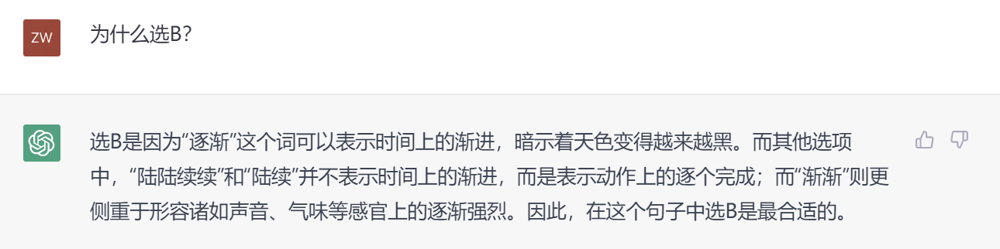 ZW
为什么选B？
选B是因为“逐渐”这个词可以表示时间上的渐进，暗示着天色变得越来越黑。而其他选项
中，“陆陆续续”和“陆续”并不表示时间上的渐进，而是表示动作上的逐个完成；而“渐渐”则更
侧重于形容诸如声音、气味等感官上的逐渐强烈。因此，在这个句子中选B是最合适的。